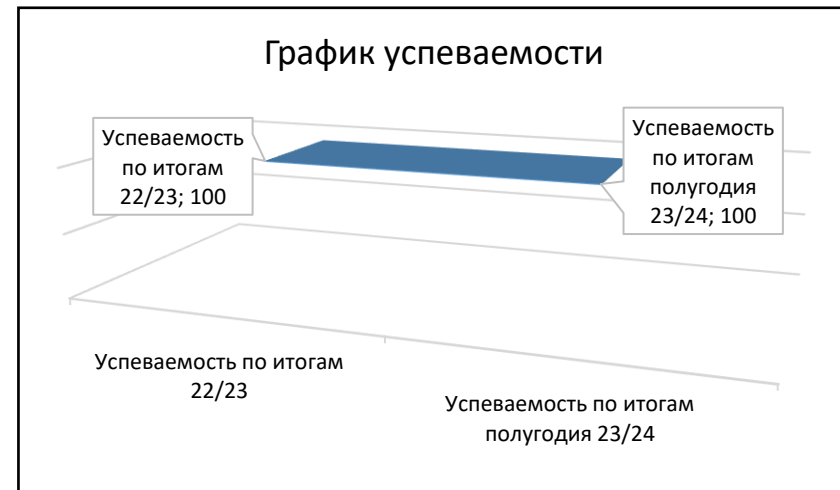 График успеваемости
Успеваемость
по итогам
22/23; 100
Успеваемость
по итогам
полугодия
23/24; 100
Успеваемость по итогам
22/23
Успеваемость по итогам
полугодия 23/24